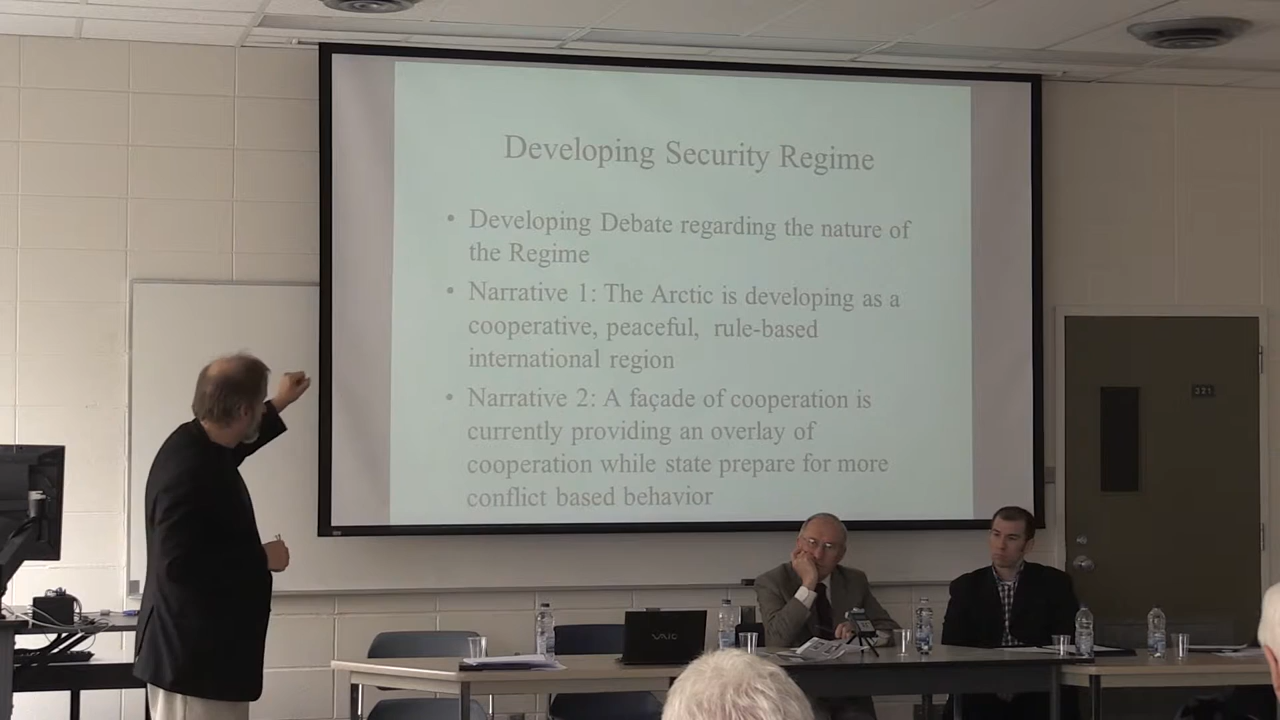 Developing Security Regime
• Developing Debate regarding the nature of
the Regime
• Narrative 1: The Arctic is developing as a
cooperative, peaceful, rule-based
international region
• Narrative 2: A façade of cooperation is
currently providing an overlay of
cooperation while state prepare for more
conflict based behavior
321
VAIO